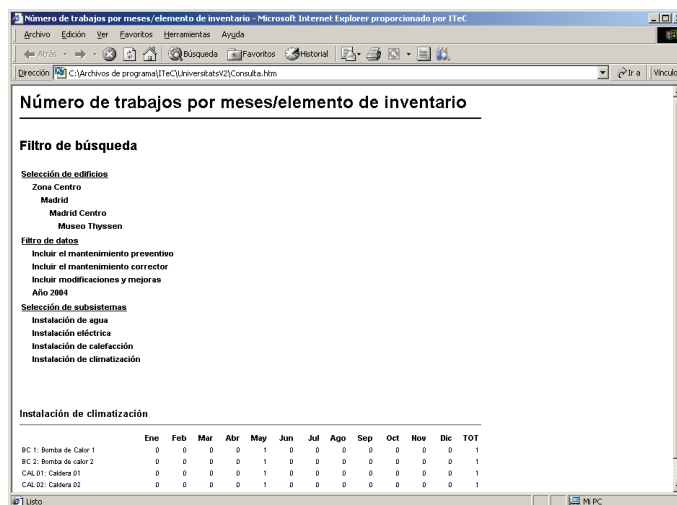 Número de trabajos por meses/elemento de inventario - Microsoft Internet Explorer proporcionado por ITeC
Archivo Edición Ver Favoritos Herramientas Ayuda
Atrás Búsqueda Favoritos Historial
Dirección C:\Archivos de programa\ITeC\UniversitatsV2\Consulta.htm Ir a Vínculo
Número de trabajos por meses/elemento de inventario
Filtro de búsqueda
Selección de edificios
Zona Centro
Madrid
Madrid Centro
Museo Thyssen
Filtro de datos
Incluir el mantenimiento preventivo
Incluir el mantenimiento corrector
Incluir modificaciones y mejoras
Año 2004
Selección de subsistemas
Instalación de agua
Instalación eléctrica
Instalación de calefacción
Instalación de climatización
Instalación de climatización
Ene Feb Mar Abr May Jun Jul Ago Sep Oct Nov Dic TOT
BC 1: Bomba de Calor 1 0 0 0 0 1 0 0 0 0 0 0 0 1
BC 2: Bomba de calor 2 0 0 0 0 1 0 0 0 0 0 0 0 1
CAL 01: Caldera 01 0 0 0 0 1 0 0 0 0 0 0 0 1
CAL 02: Caldera 02 0 0 0 0 1 0 0 0 0 0 0 0 1
Listo Mi PC